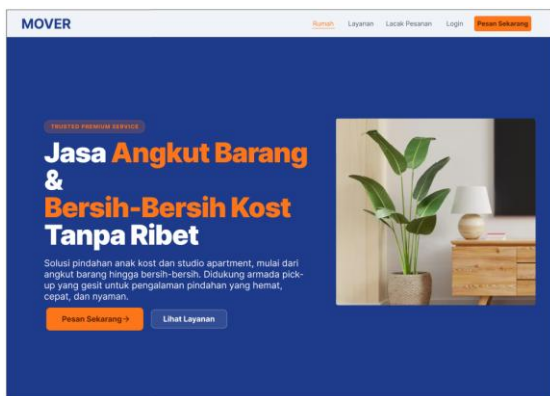 MOVER
Rumah Layanan Lacak Pesanan Login Pesan Sekarang
TRUSTED PREMIUM SERVICE
Jasa Angkut Barang
&
Bersih-Bersih Kost
Tanpa Ribet
Solusi pindahan anak kost dan studio apartment, mulai dari
angkut barang hingga bersih-bersih. Didukung armada pick-
up yang gesit untuk pengalaman pindahan yang hemat,
cepat, dan nyaman.
Pesan Sekarang→ Lihat Layanan